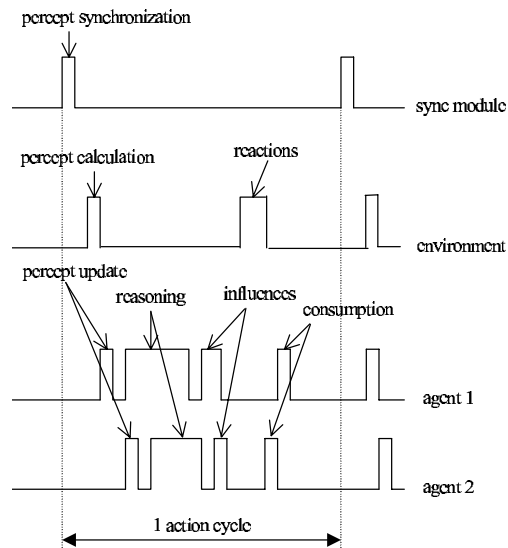 percept synchronization
sync module
percept calculation
reactions
environment
percept update
reasoning
influences
consumption
agent 1
agent 2
1 action cycle